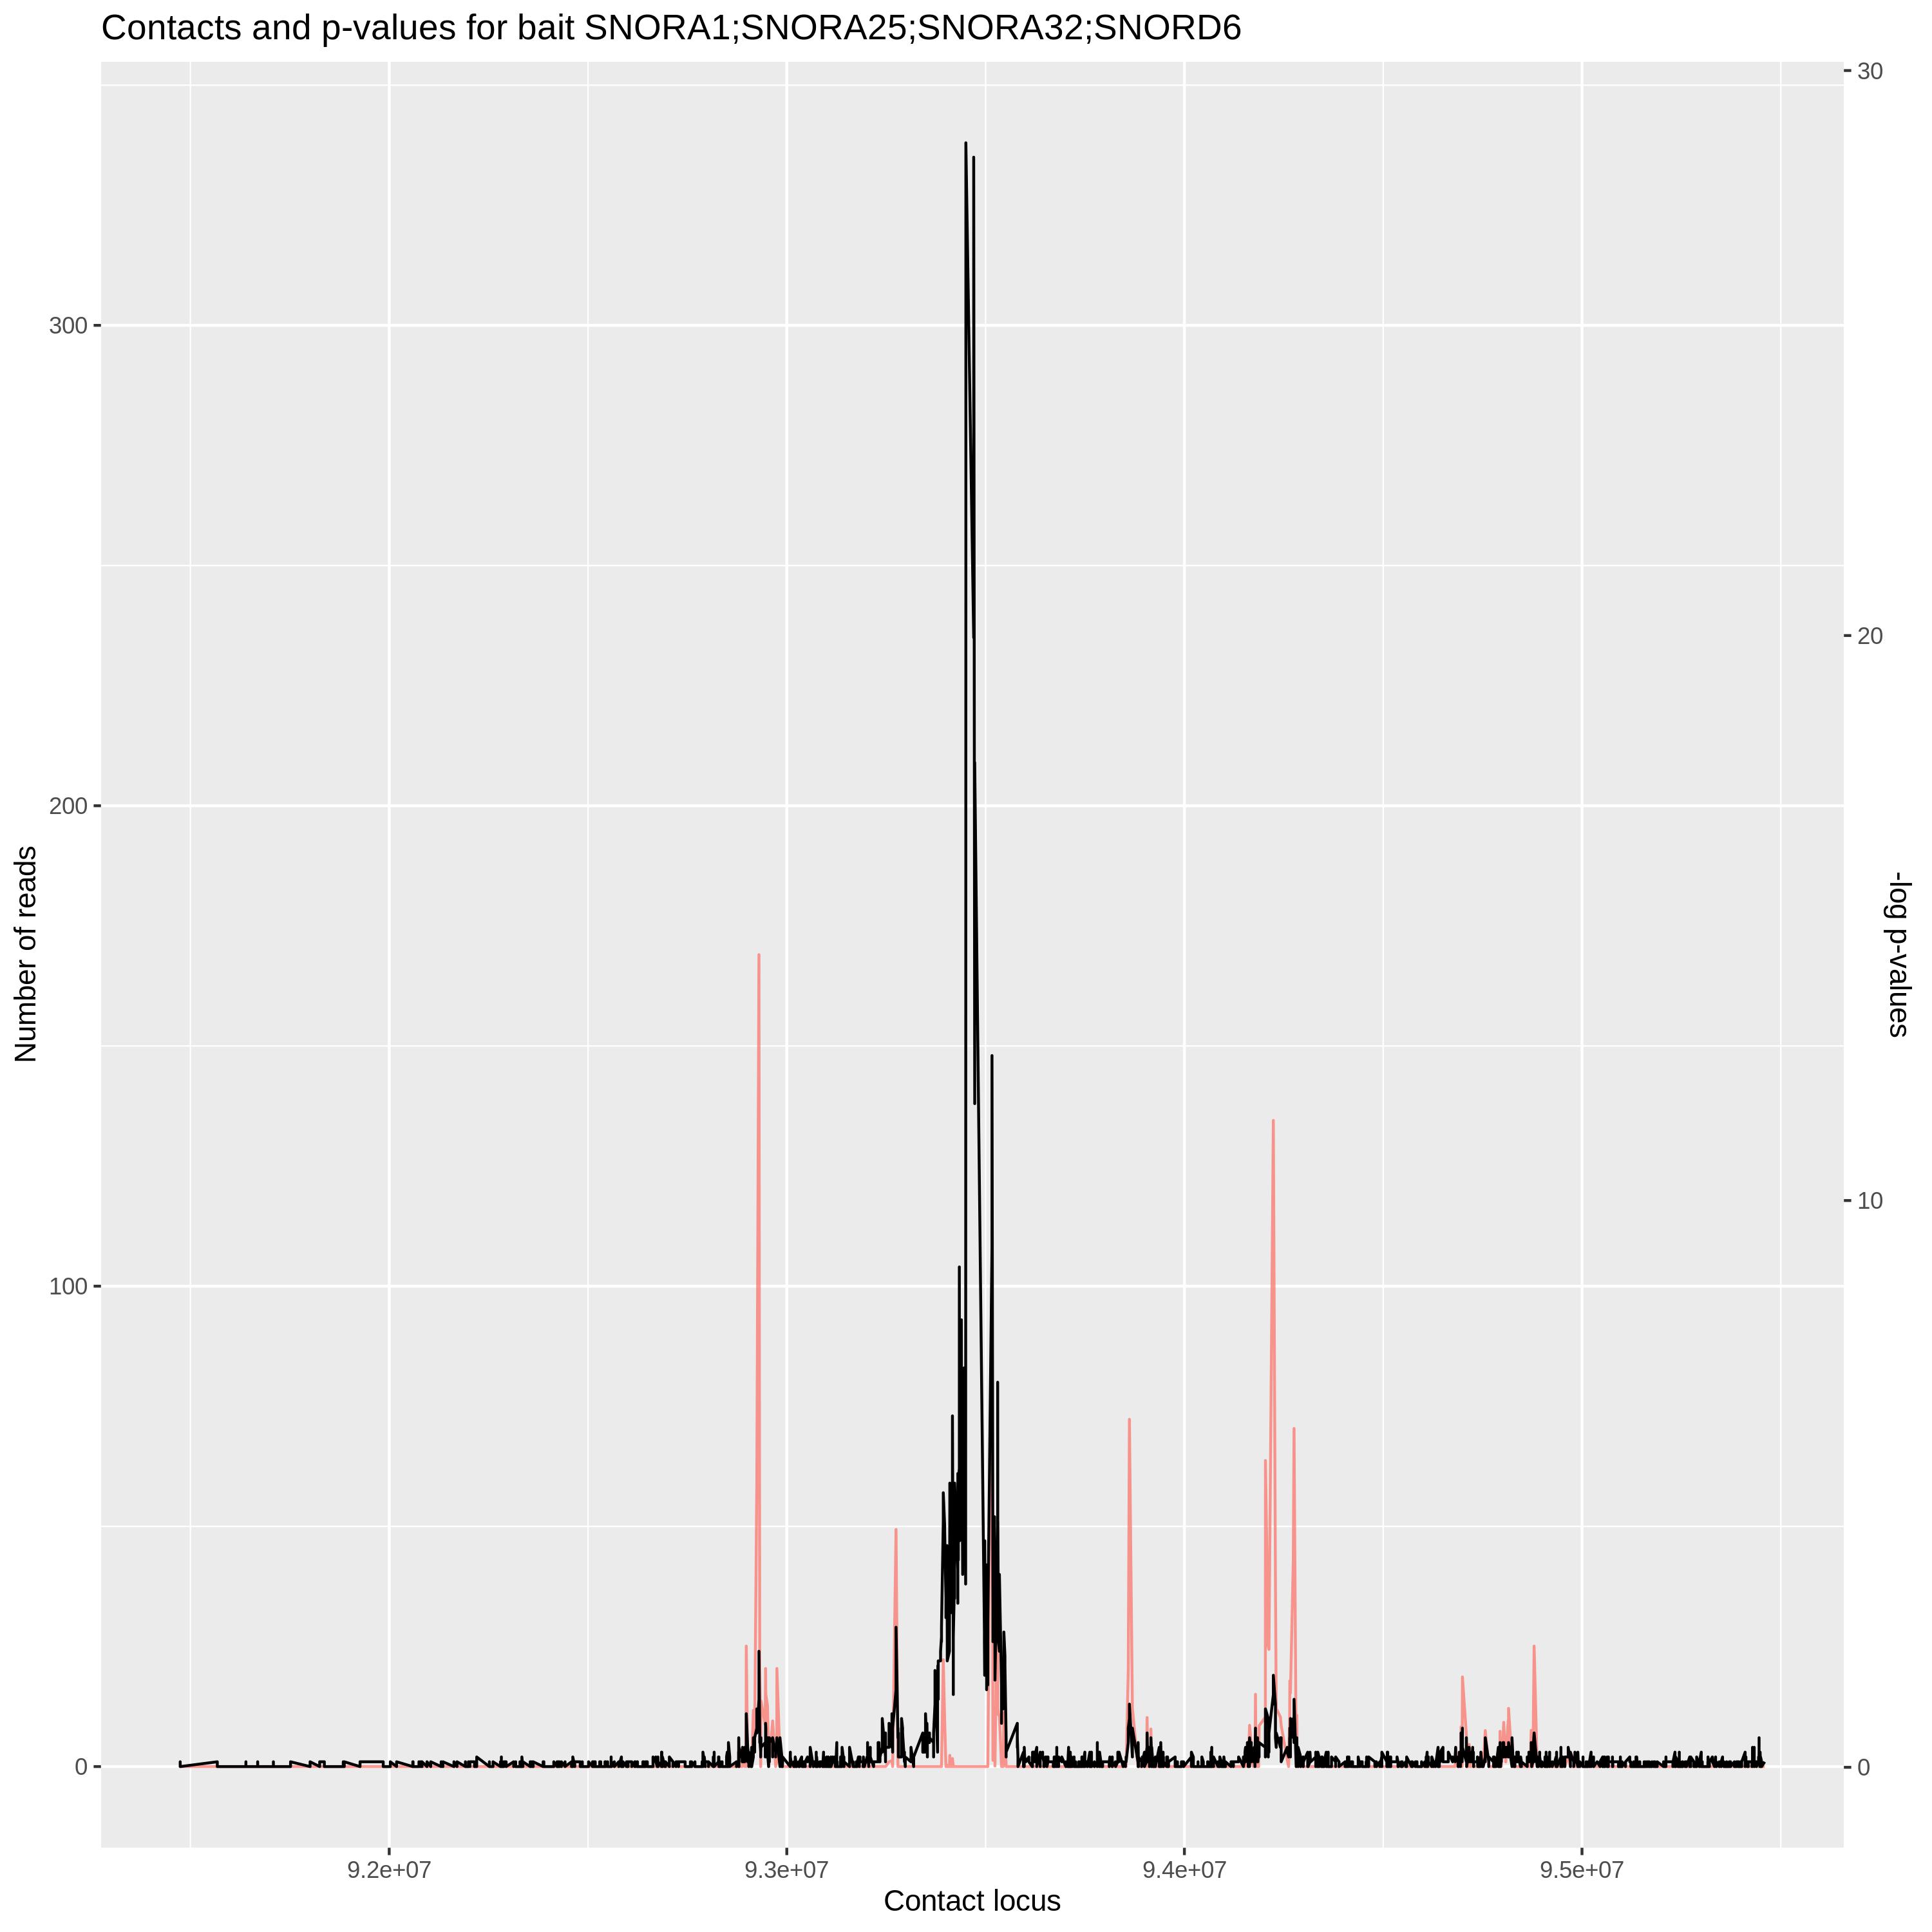 Contacts and p-values for bait SNORA1;SNORA25;SNORA32;SNORD6
30
300
20
200
Number of reads
-log p-values
10
100
0
0
9.2e+07
9.3e+07
9.4e+07
9.5e+07
Contact locus